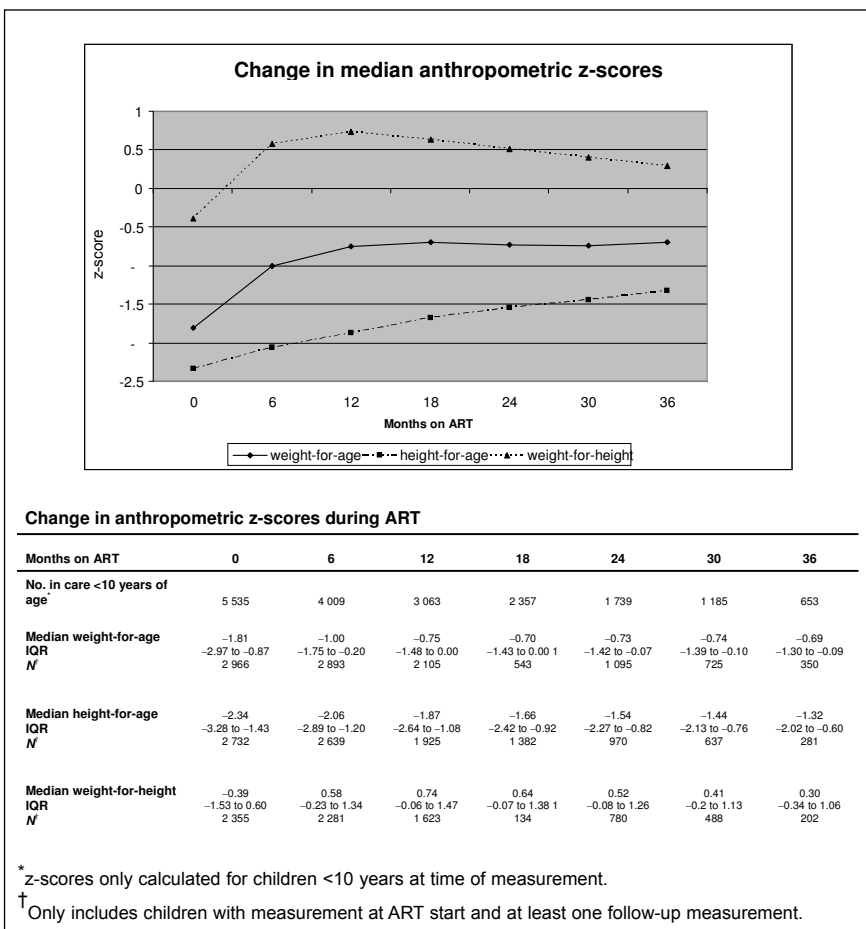 Change in median anthropometric z-scores
1
0.5
0
-0.5
-
-1.5
-
-2.5
z-score
0 6 12 18 24 30 36
Months on ART
weight-for-age height-for-age weight-for-height
Change in anthropometric z-scores during ART
Months on ART 0 6 12 18 24 30 36
No. in care <10 years of
age* 5 535 4 009 3 063 2 357 1 739 1 185 653
Median weight-for-age −1.81 −1.00 −0.75 −0.70 −0.73 −0.74 −0.69
IQR −2.97 to −0.87 −1.75 to −0.20 −1.48 to 0.00 −1.43 to 0.00 1 −1.42 to −0.07 −1.39 to −0.10 −1.30 to −0.09
N† 2 966 2 893 2 105 543 1 095 725 350
Median height-for-age −2.34 −2.06 −1.87 −1.66 −1.54 −1.44 −1.32
IQR −3.28 to −1.43 −2.89 to −1.20 −2.64 to −1.08 −2.42 to −0.92 −2.27 to −0.82 −2.13 to −0.76 −2.02 to −0.60
N† 2 732 2 639 1 925 1 382 970 637 281
Median weight-for-height −0.39 0.58 0.74 0.64 0.52 0.41 0.30
IQR −1.53 to 0.60 −0.23 to 1.34 −0.06 to 1.47 −0.07 to 1.38 1 −0.08 to 1.26 −0.2 to 1.13 −0.34 to 1.06
N† 2 355 2 281 1 623 134 780 488 202
*z-scores only calculated for children <10 years at time of measurement.
†Only includes children with measurement at ART start and at least one follow-up measurement.